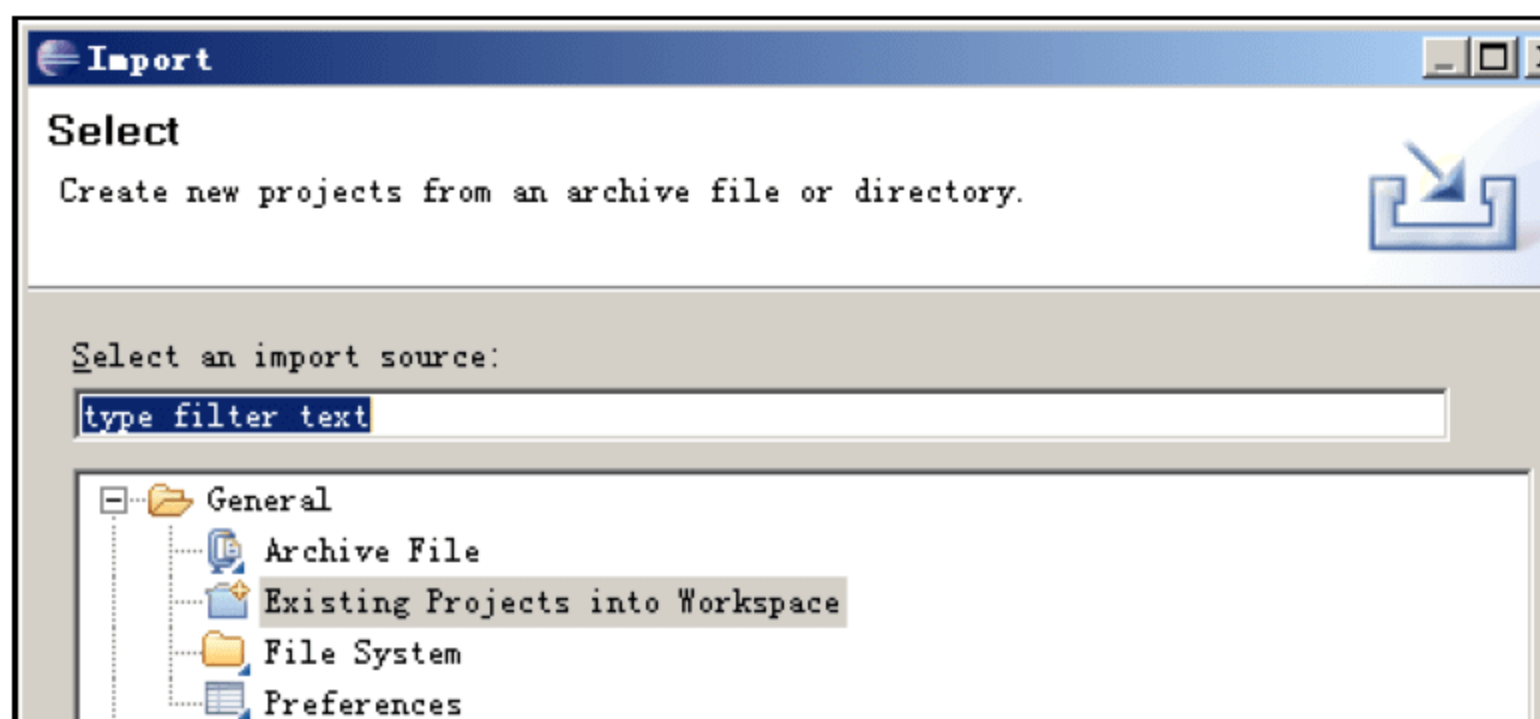 Import
Select
Create new projects from an archive file or directory.
Select an import source:
type filter text
General
Archive File
Existing Projects into Workspace
File System
Preferences